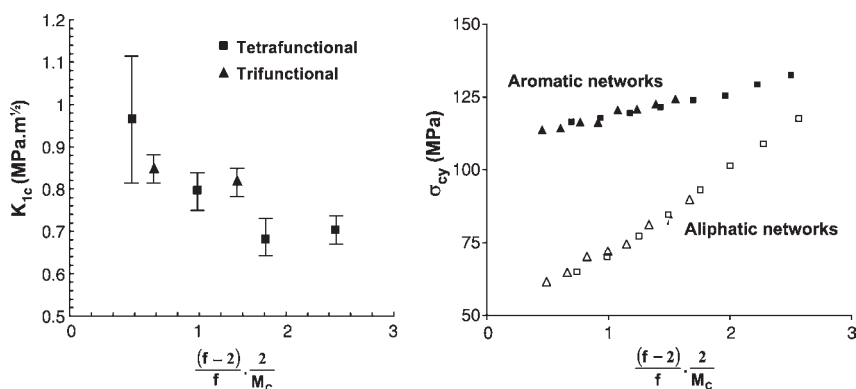 1.2
1.1
1
0.9
0.8
0.7
0.6
0.5
K1c (MPa.m½)
■ Tetrafunctional
▲ Trifunctional
0 1 2 3
(f – 2) / f . 2 / Mc
150
125
100
75
50
σcy (MPa)
Aromatic networks
Aliphatic networks
0 1 2 3
(f – 2) / f . 2 / Mc